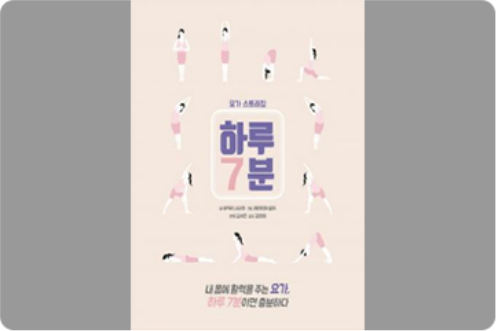 요가 스트레칭
하루
7분
내 몸에 활력을 주는 요가,
하루 7분이면 충분하다